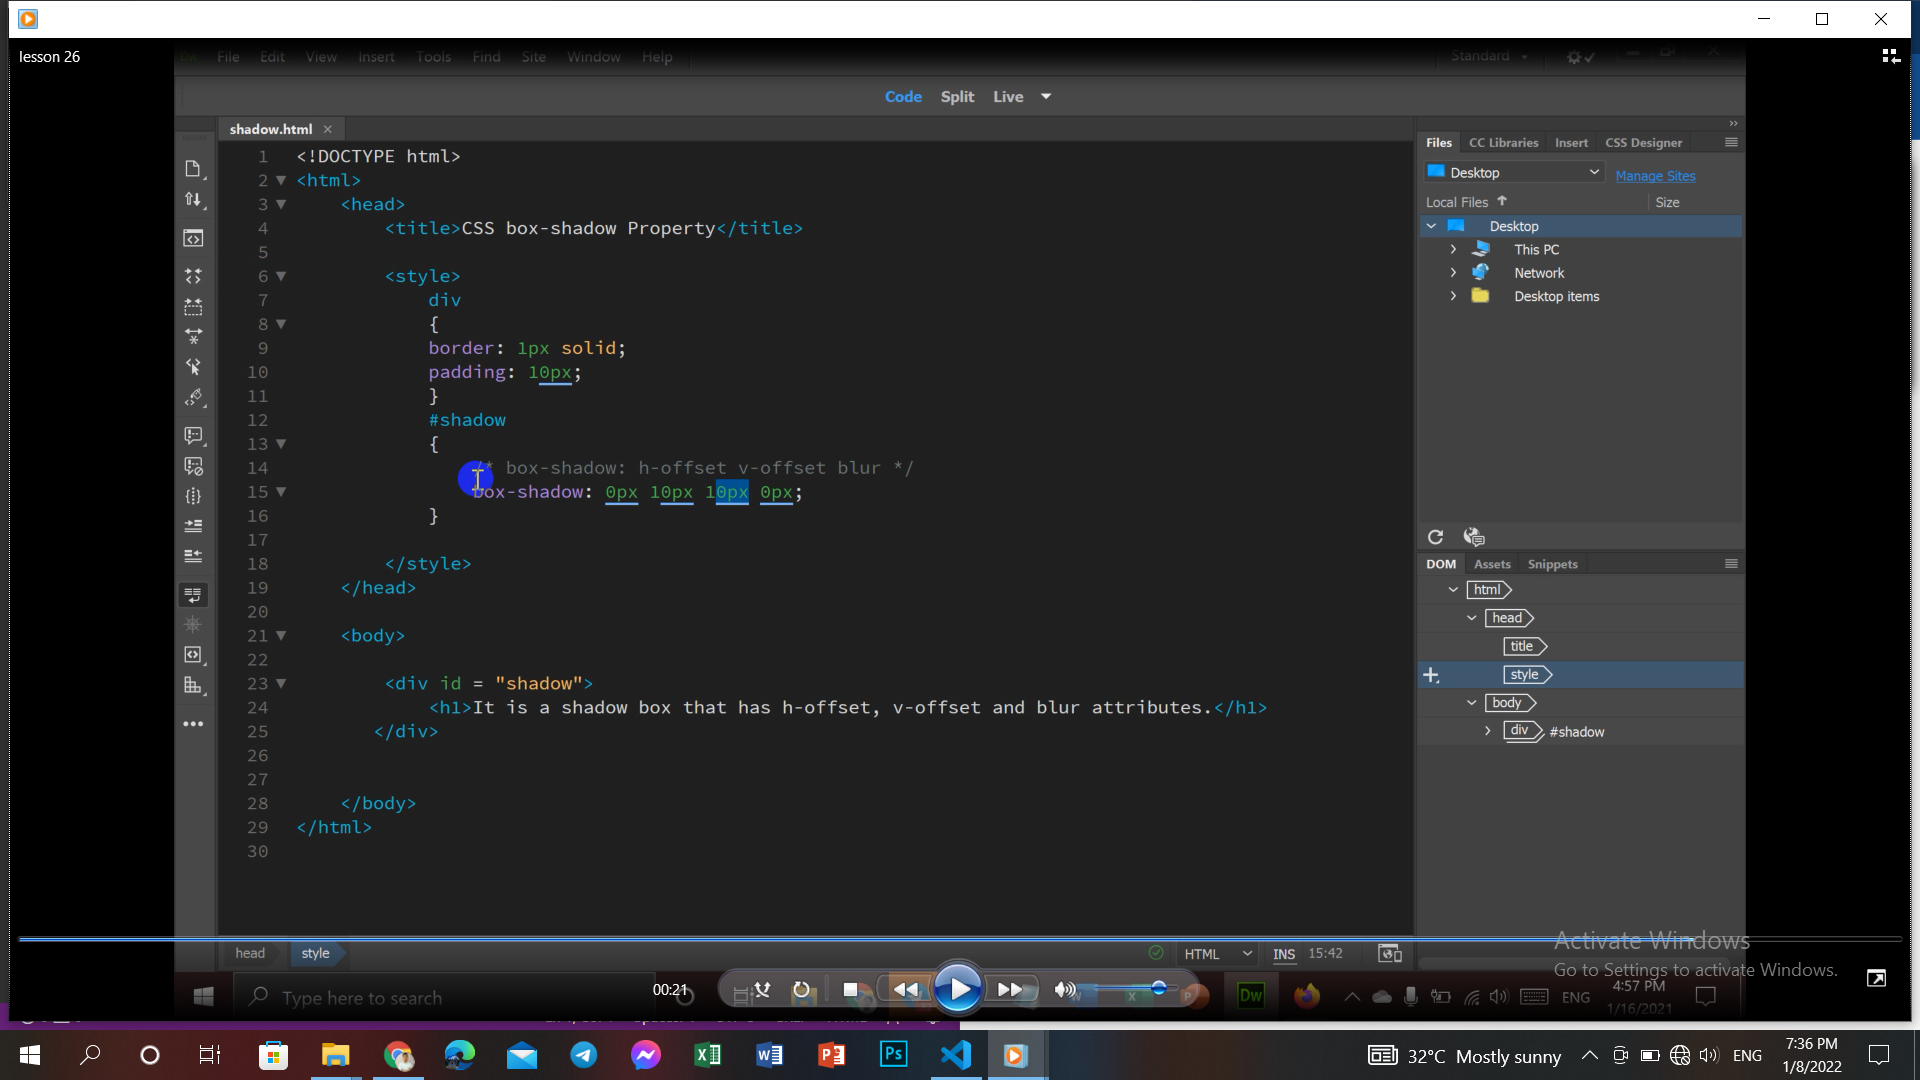 lesson 26
File Edit View Insert Tools Find Site Window Help
Standard
Code Split Live
shadow.html
1 <!DOCTYPE html>
2 <html>
3 <head>
4 <title>CSS box-shadow Property</title>
5
6 <style>
7 div
8 {
9 border: 1px solid;
10 padding: 10px;
11 }
12 #shadow
13 {
14 /* box-shadow: h-offset v-offset blur */
15 box-shadow: 0px 10px 10px 0px;
16 }
17
18 </style>
19 </head>
20
21 <body>
22
23 <div id = "shadow">
24 <h1>It is a shadow box that has h-offset, v-offset and blur attributes.</h1>
25 </div>
26
27
28 </body>
29 </html>
30
Files CC Libraries Insert CSS Designer
Desktop Manage Sites
Local Files Size
Desktop
This PC
Network
Desktop items
DOM Assets Snippets
html
head
title
style
body
div #shadow
head style
HTML INS 15:42
Activate Windows
Go to Settings to activate Windows.
Type here to search
00:21
Dw
ENG
4:57 PM
1/16/2021
32°C Mostly sunny
ENG
7:36 PM
1/8/2022